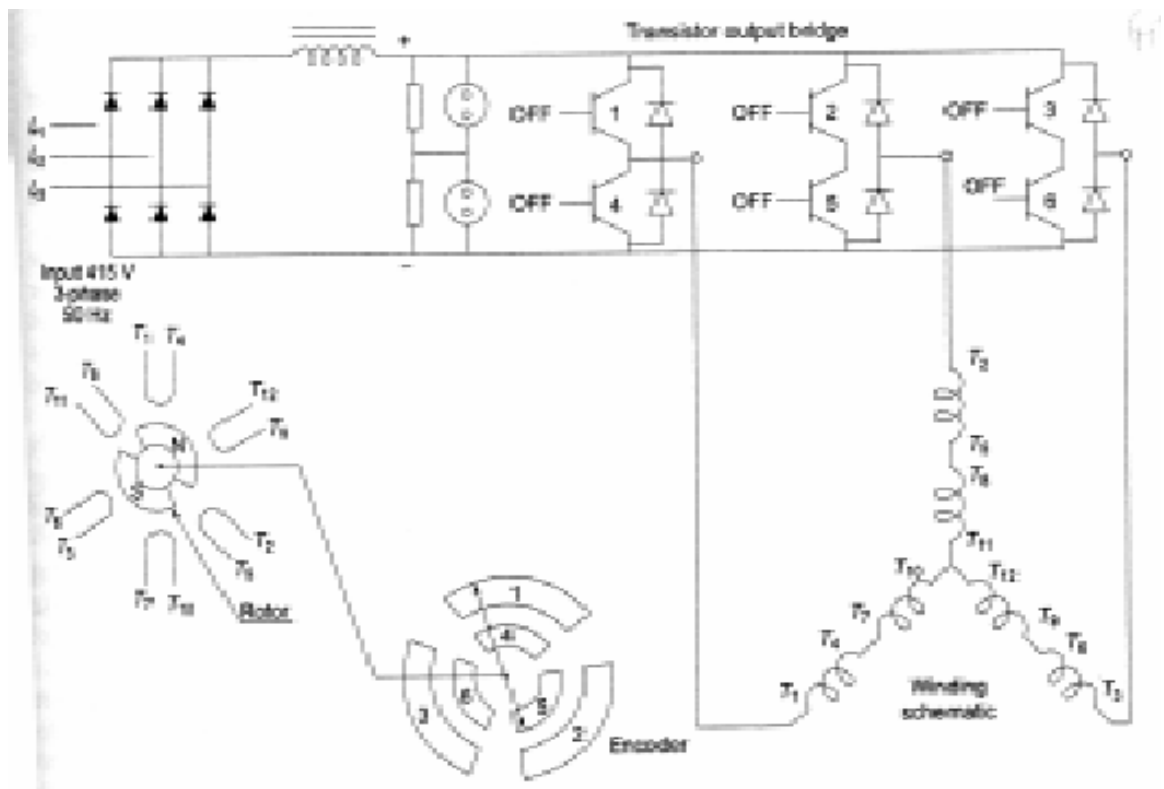 Transistor output bridge
+
OFF 1
OFF 2
OFF 3
OFF 4
OFF 5
OFF 6
−
Input 415 V
3-phase
50 Hz
T1 T4
T12
T9
T11
T2
T5
T7 T10
Rotor
N
S
1
4
3
6
5
2
Encoder
T2
T5
T8
T11
T10
T12
T7
T9
T4
T6
T1
T3
Winding
schematic